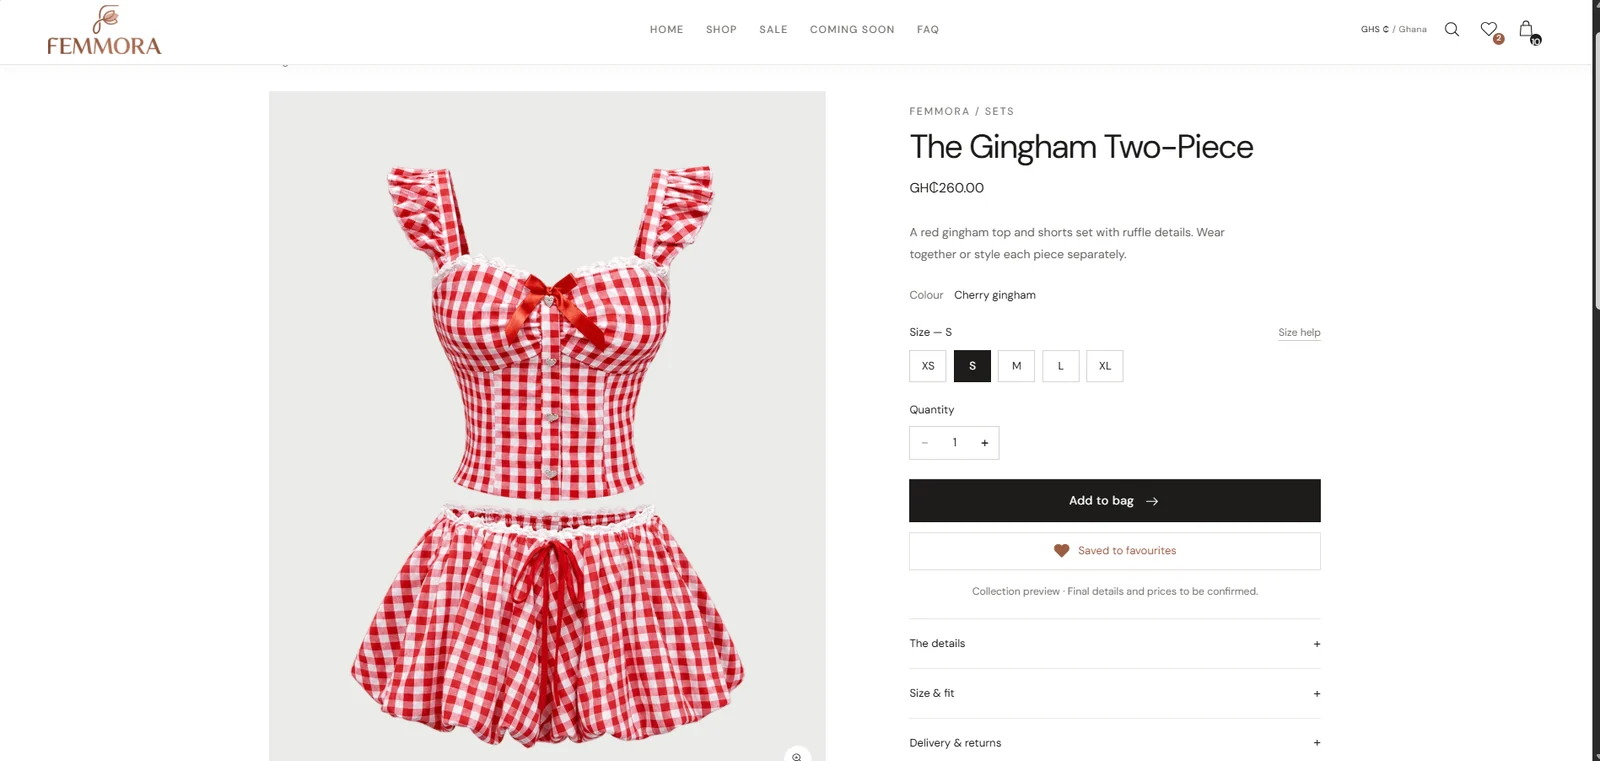 FEMMORA
HOME SHOP SALE COMING SOON FAQ
GHS ₵ / Ghana
2
10
FEMMORA / SETS
The Gingham Two-Piece
GH₵260.00
A red gingham top and shorts set with ruffle details. Wear
together or style each piece separately.
Colour Cherry gingham
Size — S
Size help
XS S M L XL
Quantity
− 1 +
Add to bag →
Saved to favourites
Collection preview · Final details and prices to be confirmed.
The details +
Size & fit +
Delivery & returns +